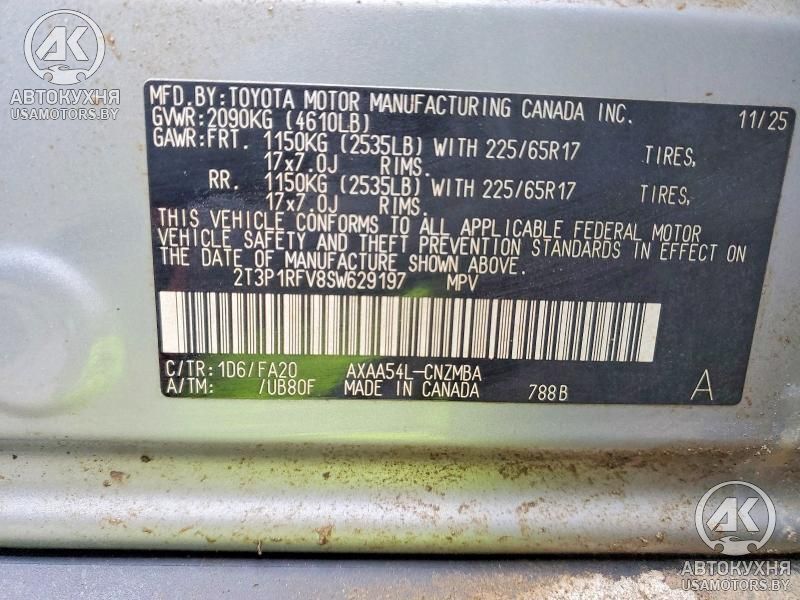 АК
АВТОКУХНЯ
USAMOTORS.BY
MFD.BY:TOYOTA MOTOR MANUFACTURING CANADA INC. 11/25
GVWR:2090KG (4610LB)
GAWR:FRT. 1150KG (2535LB) WITH 225/65R17 TIRES,
17x7.0J RIMS.
RR. 1150KG (2535LB) WITH 225/65R17 TIRES,
17x7.0J RIMS.
THIS VEHICLE CONFORMS TO ALL APPLICABLE FEDERAL MOTOR
VEHICLE SAFETY AND THEFT PREVENTION STANDARDS IN EFFECT ON
THE DATE OF MANUFACTURE SHOWN ABOVE.
2T3P1RFV8SW629197 MPV
C/TR:1D6/FA20 AXAA54L-CNZMBA
A/TM: /UB80F MADE IN CANADA 788B A
АК
АВТОКУХНЯ
USAMOTORS.BY